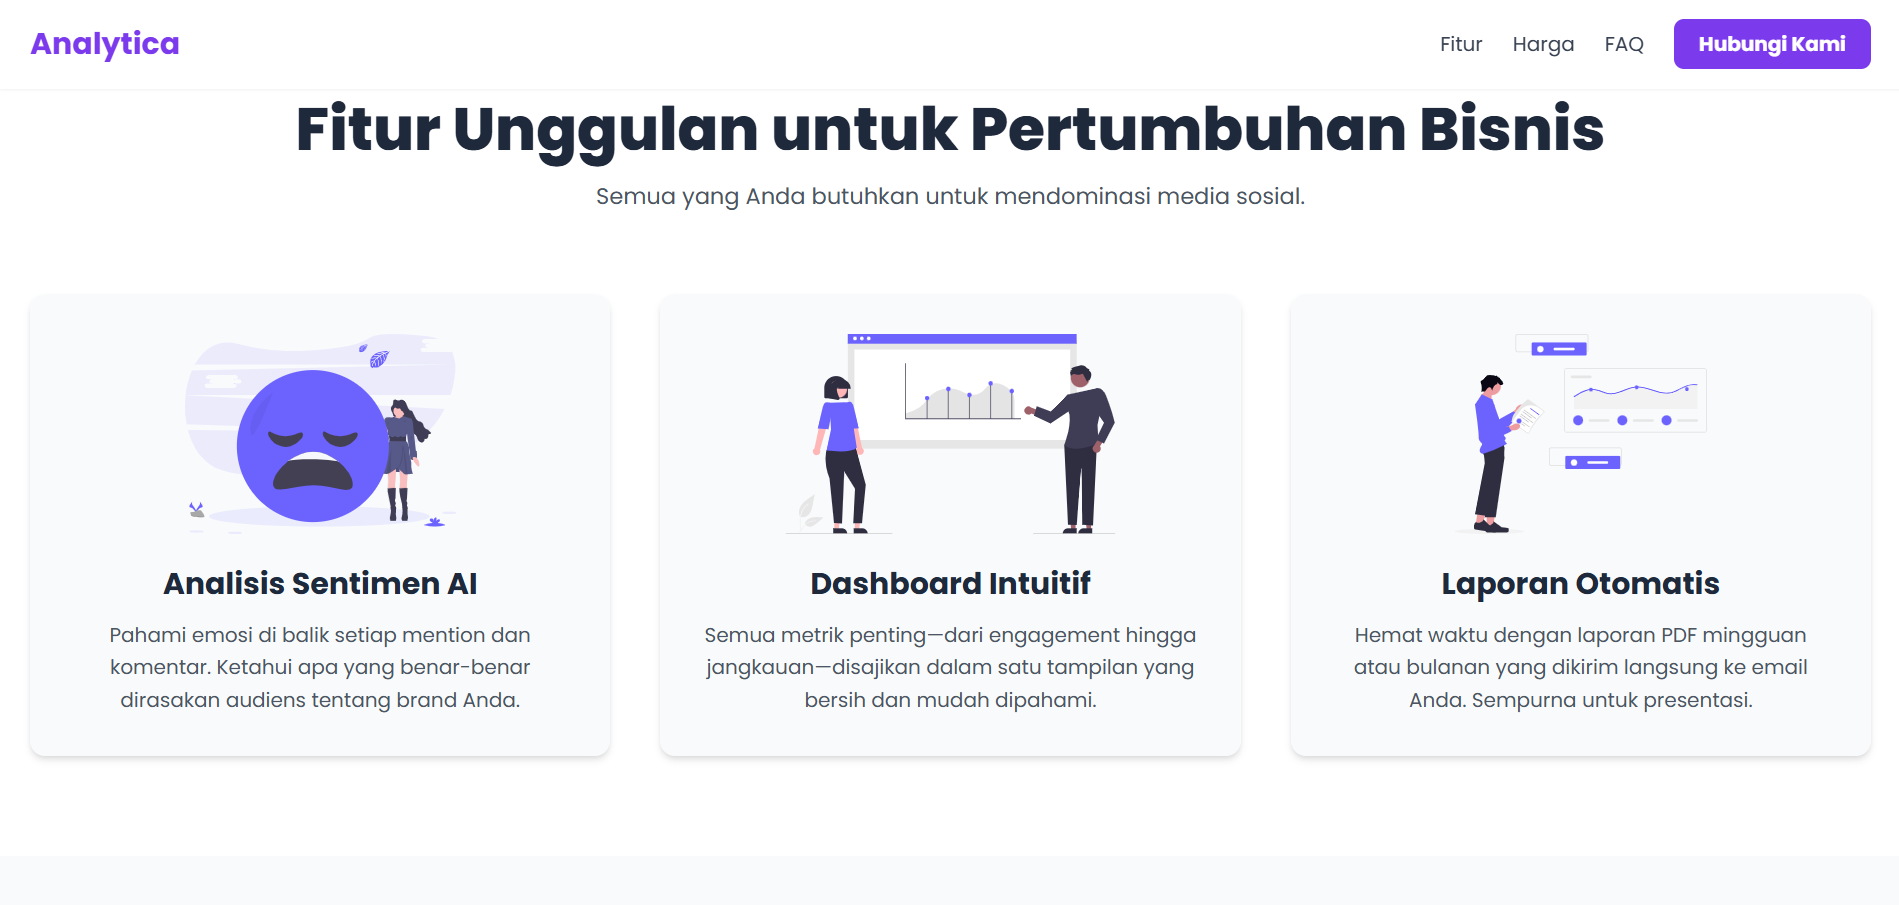 Analytica
Fitur
Harga
FAQ
Hubungi Kami
Fitur Unggulan untuk Pertumbuhan Bisnis
Semua yang Anda butuhkan untuk mendominasi media sosial.
Analisis Sentimen AI
Pahami emosi di balik setiap mention dan
komentar. Ketahui apa yang benar-benar
dirasakan audiens tentang brand Anda.
Dashboard Intuitif
Semua metrik penting—dari engagement hingga
jangkauan—disajikan dalam satu tampilan yang
bersih dan mudah dipahami.
Laporan Otomatis
Hemat waktu dengan laporan PDF mingguan
atau bulanan yang dikirim langsung ke email
Anda. Sempurna untuk presentasi.